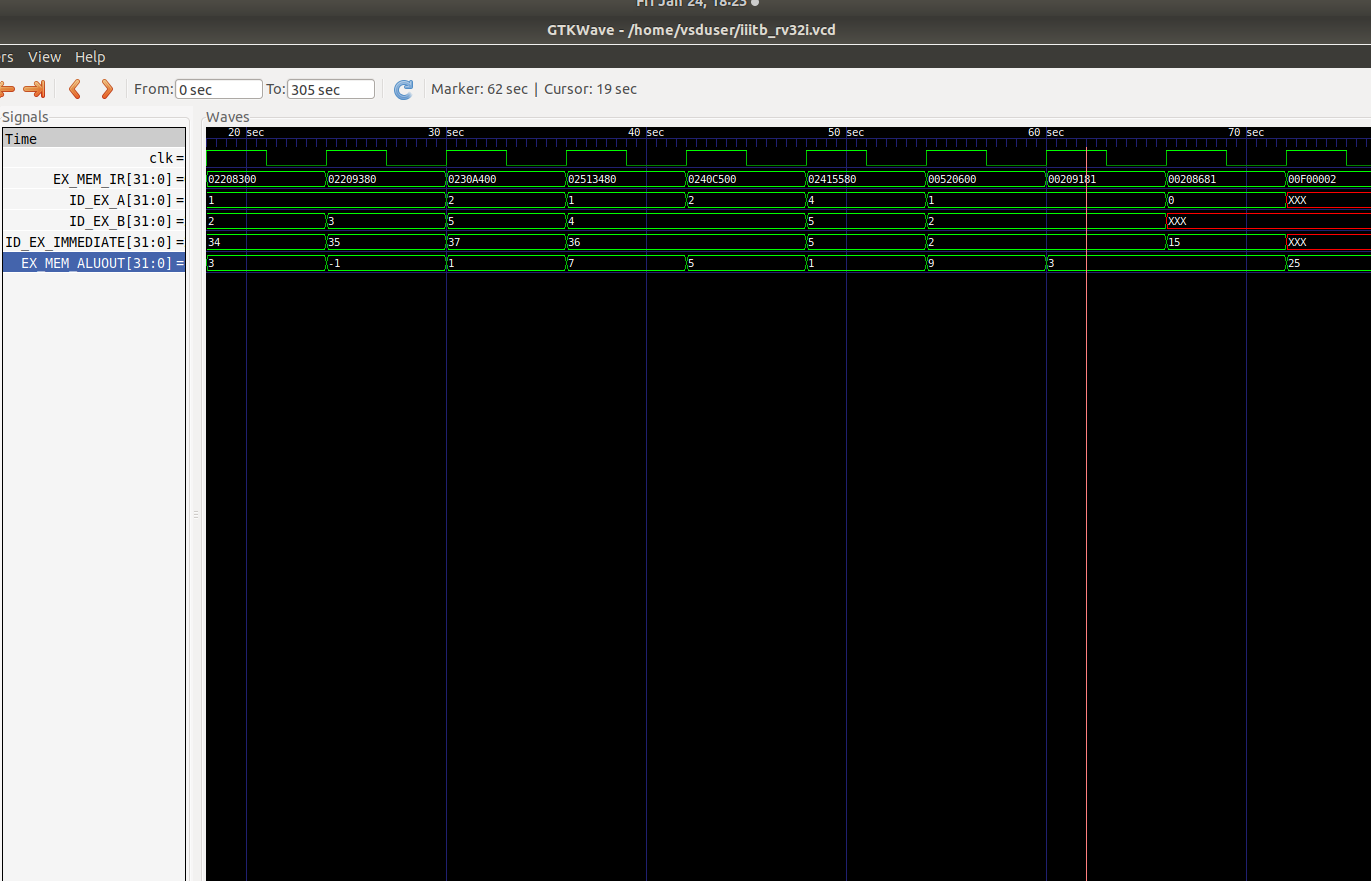 Fri Jan 24, 18:23
GTKWave - /home/vsduser/iiitb_rv32i.vcd
rs View Help
From: 0 sec To: 305 sec Marker: 62 sec | Cursor: 19 sec
Signals Waves
Time 20 sec 30 sec 40 sec 50 sec 60 sec 70 sec
clk =
EX_MEM_IR[31:0] = 02208300 02209380 0230A400 02513480 0240C500 02415580 00520600 00209181 00208681 00F00002
ID_EX_A[31:0] = 1 2 1 2 4 1 0 XXX
ID_EX_B[31:0] = 2 3 5 4 5 2 XXX
ID_EX_IMMEDIATE[31:0] = 34 35 37 36 5 2 15 XXX
EX_MEM_ALUOUT[31:0] = 3 -1 1 7 5 1 9 3 25